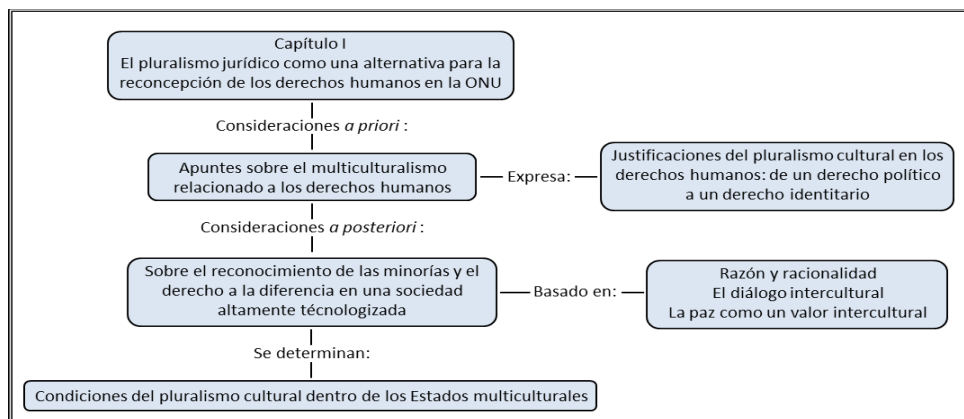 Capítulo I
El pluralismo jurídico como una alternativa para la
reconcepción de los derechos humanos en la ONU
Consideraciones a priori :
Apuntes sobre el multiculturalismo
relacionado a los derechos humanos
Expresa:
Justificaciones del pluralismo cultural en los
derechos humanos: de un derecho político
a un derecho identitario
Consideraciones a posteriori :
Sobre el reconocimiento de las minorías y el
derecho a la diferencia en una sociedad
altamente técnologizada
Basado en:
Razón y racionalidad
El diálogo intercultural
La paz como un valor intercultural
Se determinan:
Condiciones del pluralismo cultural dentro de los Estados multiculturales